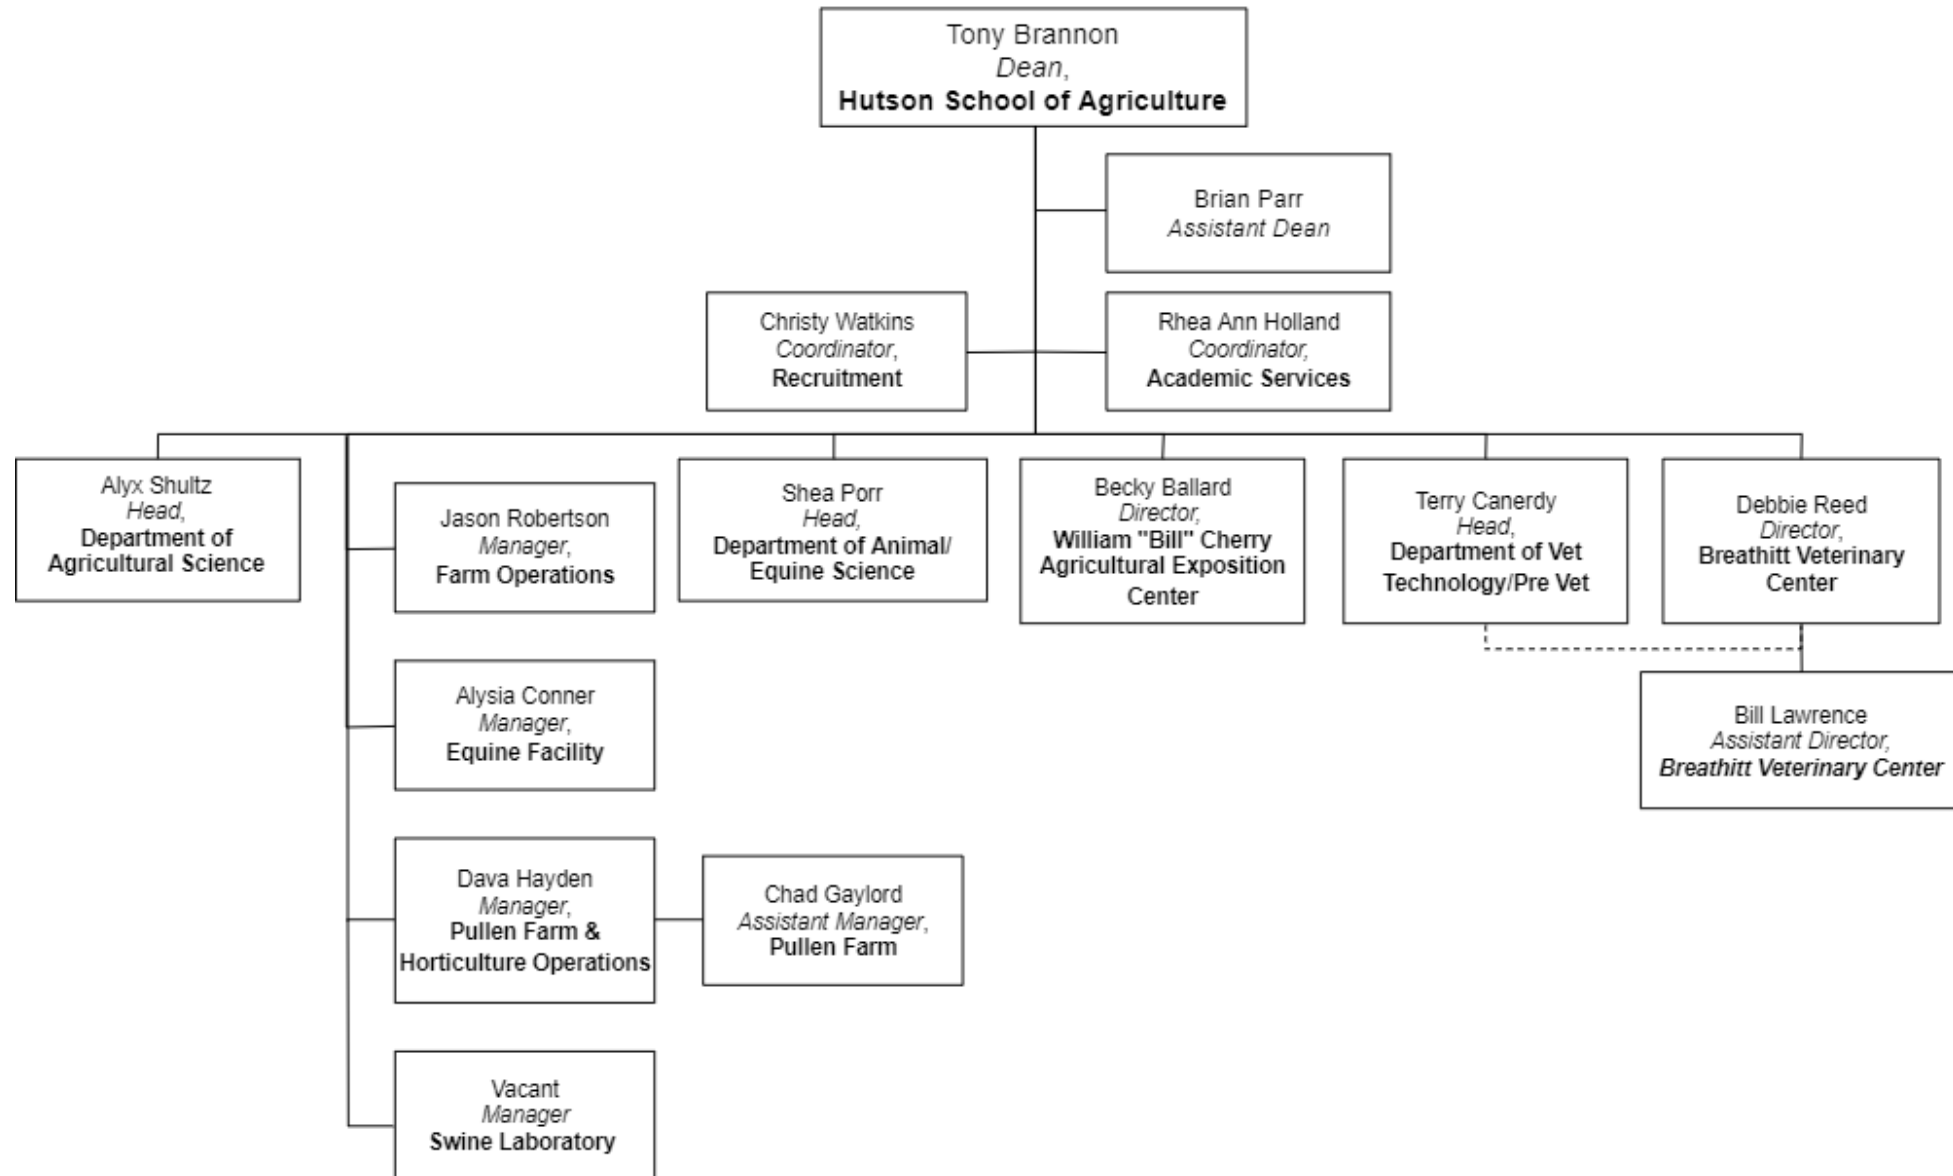 Tony Brannon
Dean,
Hutson School of Agriculture
Brian Parr
Assistant Dean
Christy Watkins
Coordinator,
Recruitment
Rhea Ann Holland
Coordinator,
Academic Services
Alyx Shultz
Head,
Department of
Agricultural Science
Jason Robertson
Manager,
Farm Operations
Shea Porr
Head,
Department of Animal/
Equine Science
Becky Ballard
Director,
William "Bill" Cherry
Agricultural Exposition
Center
Terry Canerdy
Head,
Department of Vet
Technology/Pre Vet
Debbie Reed
Director,
Breathitt Veterinary
Center
Alysia Conner
Manager,
Equine Facility
Bill Lawrence
Assistant Director,
Breathitt Veterinary Center
Dava Hayden
Manager,
Pullen Farm &
Horticulture Operations
Chad Gaylord
Assistant Manager,
Pullen Farm
Vacant
Manager
Swine Laboratory